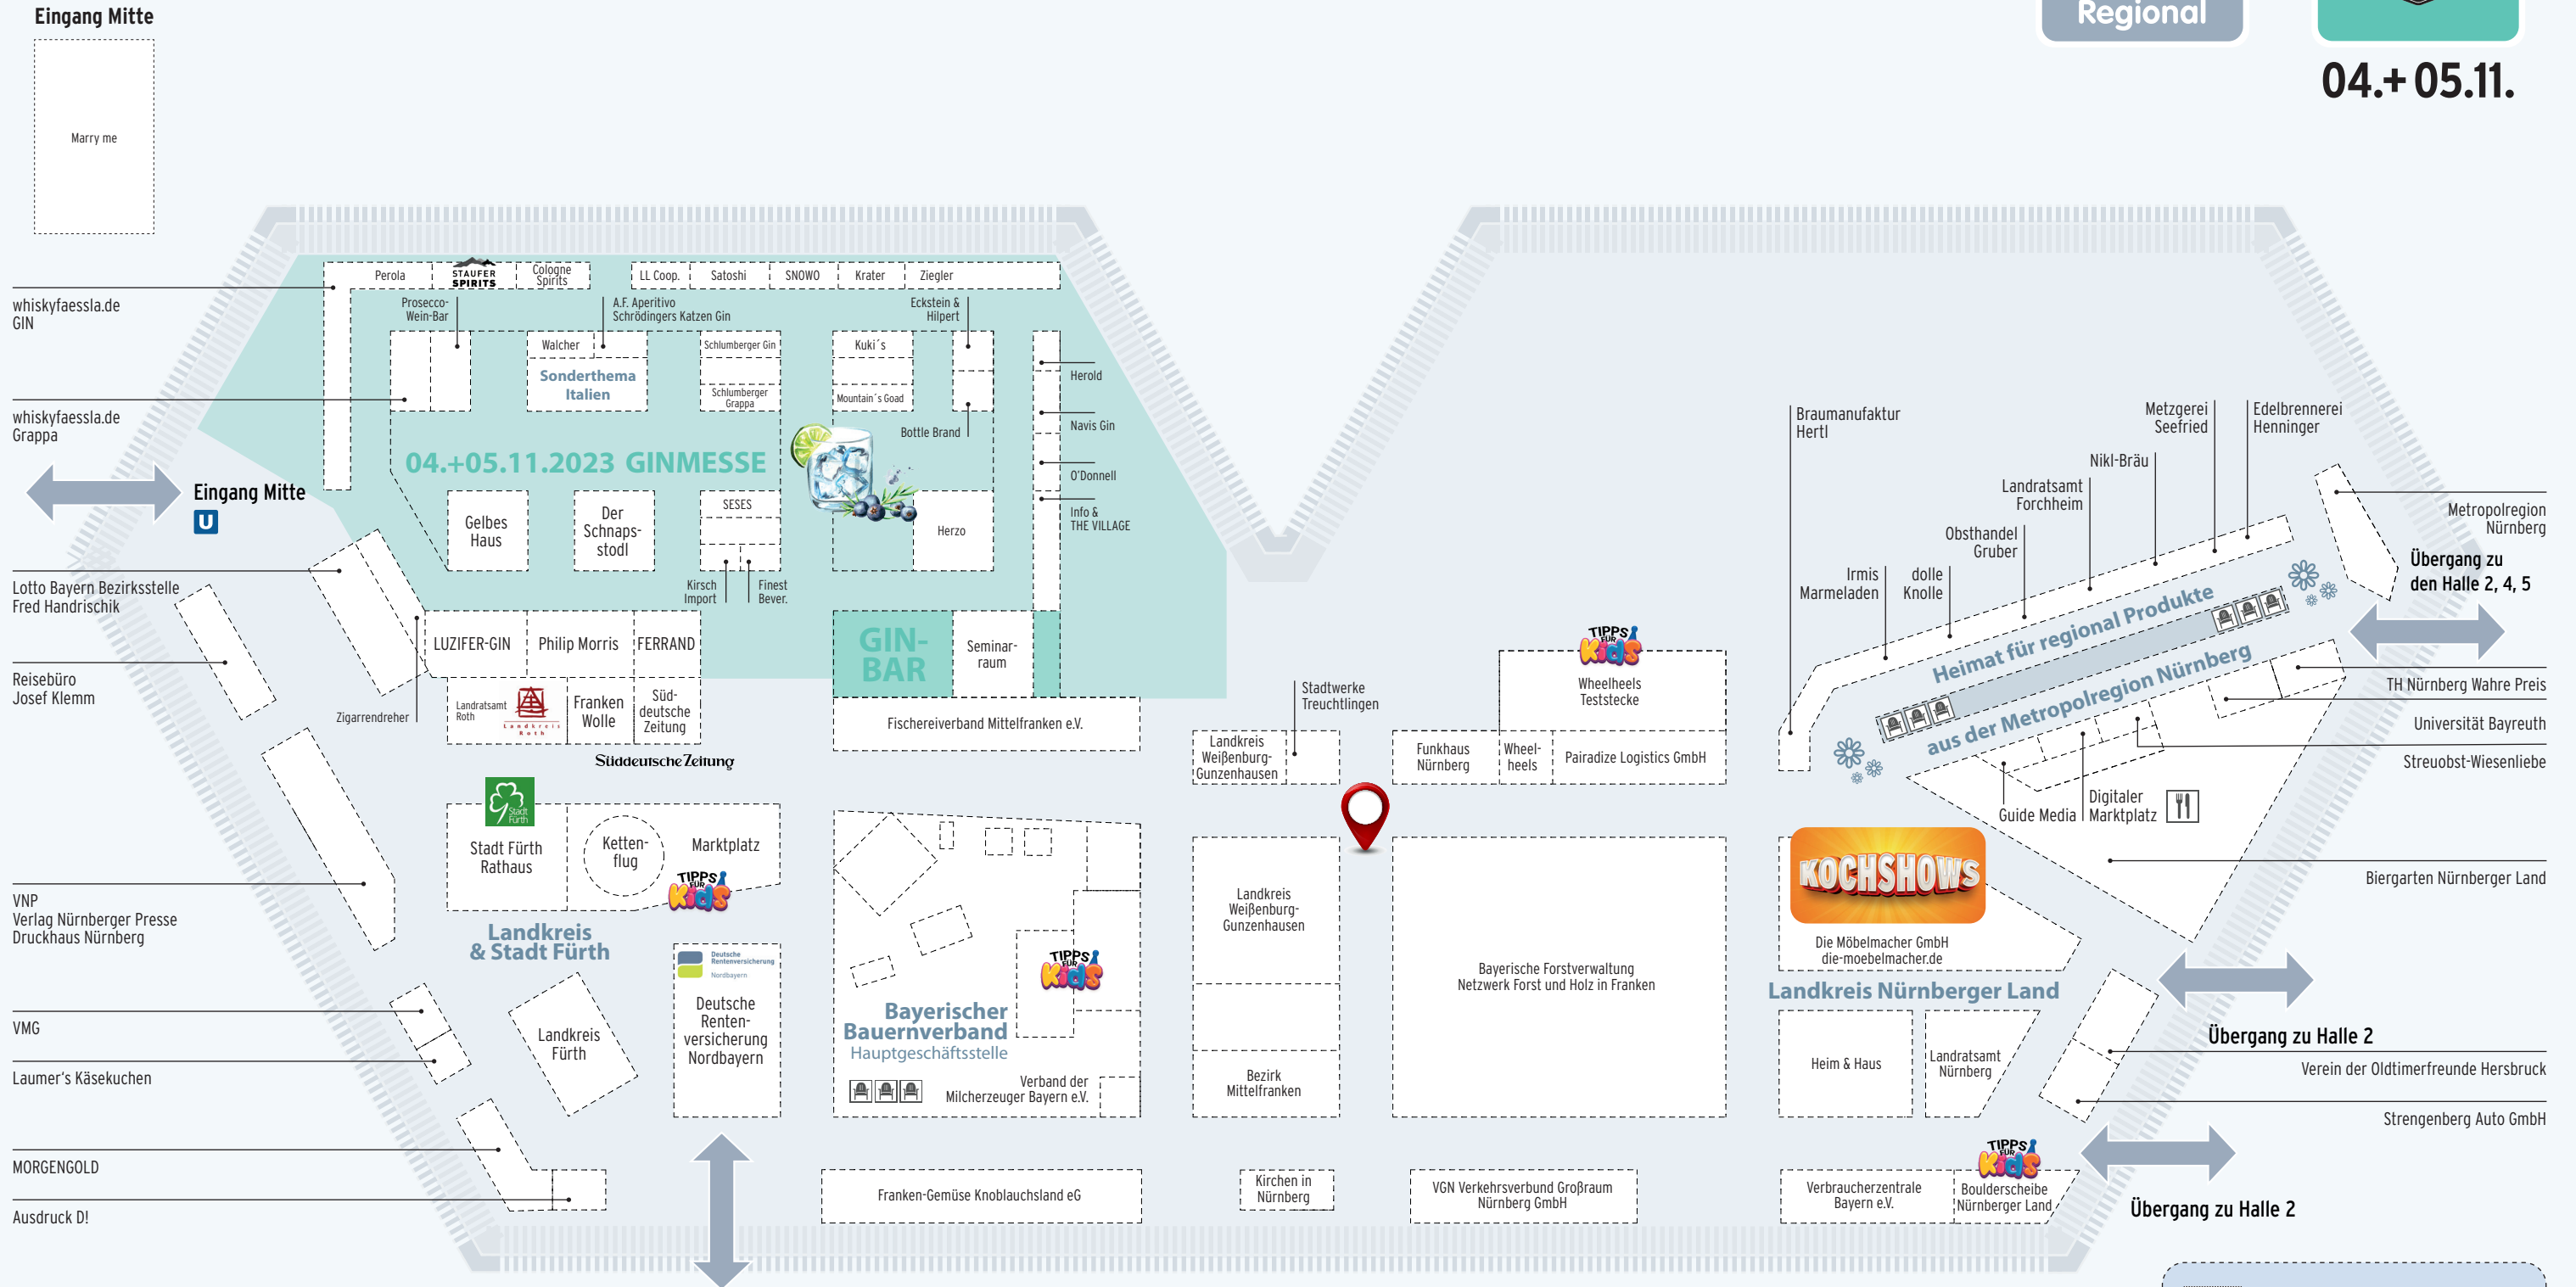 Eingang Mitte
Marry me
Regional
04.+ 05.11.
whiskyfaessla.de
GIN
whiskyfaessla.de
Grappa
Eingang Mitte
U
Lotto Bayern Bezirksstelle
Fred Handrischik
Reisebüro
Josef Klemm
VNP
Verlag Nürnberger Presse
Druckhaus Nürnberg
VMG
Laumer's Käsekuchen
MORGENGOLD
Ausdruck D!
Perola
STAUFER
SPIRITS
Cologne
Spirits
LL Coop.
Satoshi
SNOWO
Krater
Ziegler
Prosecco-
Wein-Bar
A.F. Aperitivo
Schrödingers Katzen Gin
Eckstein &
Hilpert
Walcher
Sonderthema
Italien
Schlumberger Gin
Schlumberger
Grappa
Kuki´s
Mountain´s Goad
Bottle Brand
Herold
Navis Gin
O'Donnell
Info &
THE VILLAGE
04.+05.11.2023 GINMESSE
Gelbes
Haus
Der
Schnaps-
stodl
SESES
Kirsch
Import
Finest
Bever.
Herzo
Zigarrendreher
LUZIFER-GIN
Philip Morris
FERRAND
GIN-
BAR
Seminar-
raum
Landratsamt
Roth
Landkreis
Roth
Franken
Wolle
Süd-
deutsche
Zeitung
Süddeutsche Zeitung
Fischereiverband Mittelfranken e.V.
Stadt
Fürth
Stadt Fürth
Rathaus
Ketten-
flug
Marktplatz
TIPPS
FÜR
Kids
Landkreis
& Stadt Fürth
Landkreis
Fürth
Deutsche
Rentenversicherung
Nordbayern
Deutsche
Renten-
versicherung
Nordbayern
TIPPS
FÜR
Kids
Bayerischer
Bauernverband
Hauptgeschäftsstelle
Verband der
Milcherzeuger Bayern e.V.
Franken-Gemüse Knoblauchsland eG
Stadtwerke
Treuchtlingen
Landkreis
Weißenburg-
Gunzenhausen
Landkreis
Weißenburg-
Gunzenhausen
Bezirk
Mittelfranken
Kirchen in
Nürnberg
TIPPS
FÜR
Kids
Wheelheels
Teststecke
Funkhaus
Nürnberg
Wheel-
heels
Pairadize Logistics GmbH
Bayerische Forstverwaltung
Netzwerk Forst und Holz in Franken
VGN Verkehrsverbund Großraum
Nürnberg GmbH
Braumanufaktur
Hertl
Irmis
Marmeladen
dolle
Knolle
Obsthandel
Gruber
Landratsamt
Forchheim
Nikl-Bräu
Metzgerei
Seefried
Edelbrennerei
Henninger
Metropolregion
Nürnberg
Übergang zu
den Halle 2, 4, 5
Heimat für regional Produkte
aus der Metropolregion Nürnberg
TH Nürnberg Wahre Preis
Universität Bayreuth
Streuobst-Wiesenliebe
Guide Media
Digitaler
Marktplatz
Biergarten Nürnberger Land
KOCHSHOWS
Die Möbelmacher GmbH
die-moebelmacher.de
Landkreis Nürnberger Land
Heim & Haus
Landratsamt
Nürnberg
Übergang zu Halle 2
Verein der Oldtimerfreunde Hersbruck
Strengenberg Auto GmbH
TIPPS
FÜR
Kids
Verbraucherzentrale
Bayern e.V.
Boulderscheibe
Nürnberger Land
Übergang zu Halle 2